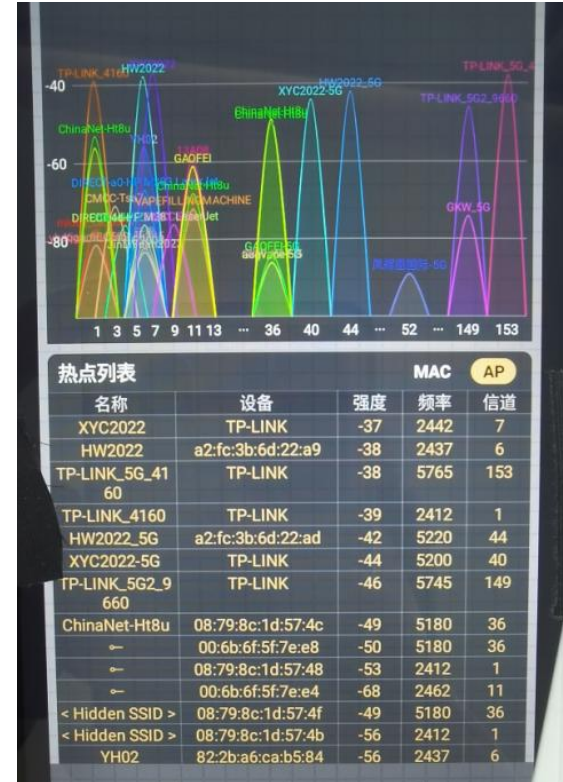 TP-LINK_5G_4
HW2022
TP-LINK_4160
HW2022_5G
-40
XYC2022-5G
TP-LINK_5G2_9660
ChinaNet-Ht8u
ChinaNet-Ht8u
YH02
GAOFEI
-60
ChinaNet-Ht8u
GKW_5G
GAOFEI-5G
-80
1 3 5 7 9 11 13 ... 36 40 44 ... 52 ... 149 153
热点列表 MAC AP
名称 设备 强度 频率 信道
XYC2022 TP-LINK -37 2442 7
HW2022 a2:fc:3b:6d:22:a9 -38 2437 6
TP-LINK_5G_41 TP-LINK -38 5765 153
60
TP-LINK_4160 TP-LINK -39 2412 1
HW2022_5G a2:fc:3b:6d:22:ad -42 5220 44
XYC2022-5G TP-LINK -44 5200 40
TP-LINK_5G2_9 TP-LINK -46 5745 149
660
ChinaNet-Ht8u 08:79:8c:1d:57:4c -49 5180 36
00:6b:6f:5f:7e:e8 -50 5180 36
08:79:8c:1d:57:48 -53 2412 1
00:6b:6f:5f:7e:e4 -68 2462 11
< Hidden SSID > 08:79:8c:1d:57:4f -49 5180 36
< Hidden SSID > 08:79:8c:1d:57:4b -56 2412 1
YH02 82:2b:a6:ca:b5:84 -56 2437 6